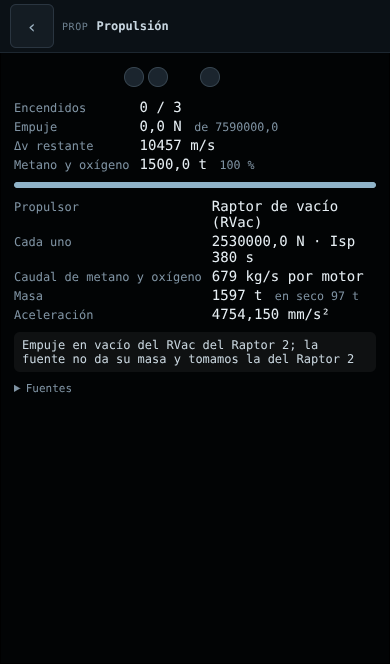 ‹ PROP Propulsión
Encendidos 0 / 3
Empuje 0,0 N de 7590000,0
Δv restante 10457 m/s
Metano y oxígeno 1500,0 t 100 %
Propulsor Raptor de vacío
(RVac)
Cada uno 2530000,0 N · Isp
380 s
Caudal de metano y oxígeno 679 kg/s por motor
Masa 1597 t en seco 97 t
Aceleración 4754,150 mm/s²
Empuje en vacío del RVac del Raptor 2; la
fuente no da su masa y tomamos la del Raptor 2
▶ Fuentes